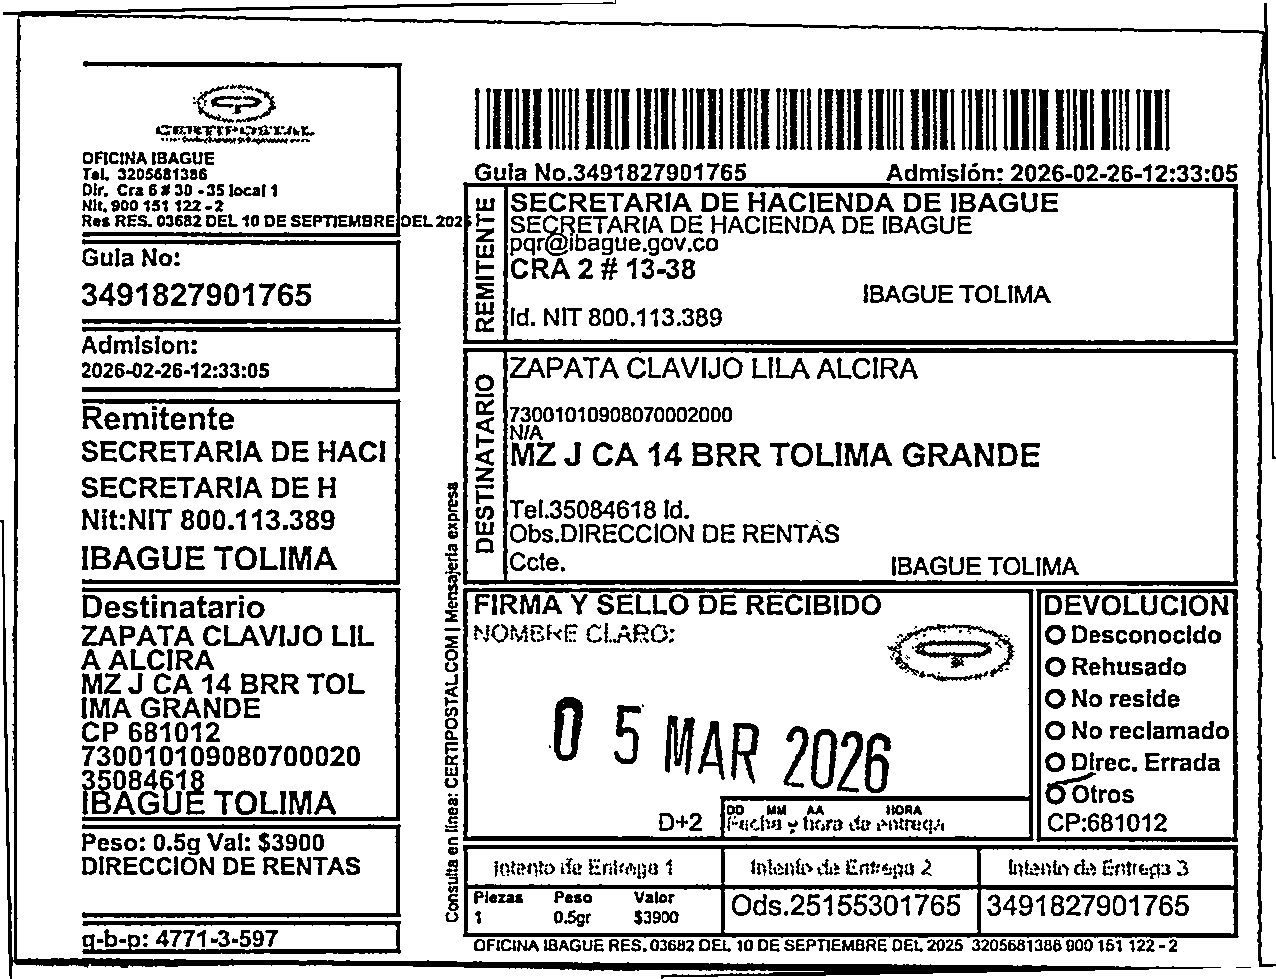 CERTIPOSTAL
OFICINA IBAGUE
Tel. 3205681386
Dir. Cra 6 # 30 - 35 local 1
Nit. 900 151 122 - 2
Res RES. 03682 DEL 10 DE SEPTIEMBRE DEL 2025
Guia No:
3491827901765
Admision:
2026-02-26-12:33:05
Remitente
SECRETARIA DE HACI
SECRETARIA DE H
Nit:NIT 800.113.389
IBAGUE TOLIMA
Destinatario
ZAPATA CLAVIJO LIL
A ALCIRA
MZ J CA 14 BRR TOL
IMA GRANDE
CP 681012
730010109080700020
35084618
IBAGUE TOLIMA
Peso: 0.5g Val: $3900
DIRECCION DE RENTAS
q-b-p: 4771-3-597
Consulta en línea: CERTIPOSTAL.COM | Mensajería expresa
Guia No.3491827901765 Admisión: 2026-02-26-12:33:05
REMITENTE
SECRETARIA DE HACIENDA DE IBAGUE
SECRETARIA DE HACIENDA DE IBAGUE
pqr@ibague.gov.co
CRA 2 # 13-38
IBAGUE TOLIMA
Id. NIT 800.113.389
DESTINATARIO
ZAPATA CLAVIJO LILA ALCIRA
73001010908070002000
N/A
MZ J CA 14 BRR TOLIMA GRANDE
Tel.35084618 Id.
Obs.DIRECCION DE RENTAS
Ccte. IBAGUE TOLIMA
FIRMA Y SELLO DE RECIBIDO
NOMBRE CLARO:
05 MAR 2026
D+2
DD MM AA HORA
Fecha y hora de entrega
DEVOLUCION
Desconocido
Rehusado
No reside
No reclamado
Direc. Errada
Otros
CP:681012
Intento de Entrega 1 Intento de Entrega 2 Intento de Entrega 3
Piezas Peso Valor
1 0.5gr $3900
Ods.25155301765 3491827901765
OFICINA IBAGUE RES. 03682 DEL 10 DE SEPTIEMBRE DEL 2025 3205681386 900 151 122 - 2